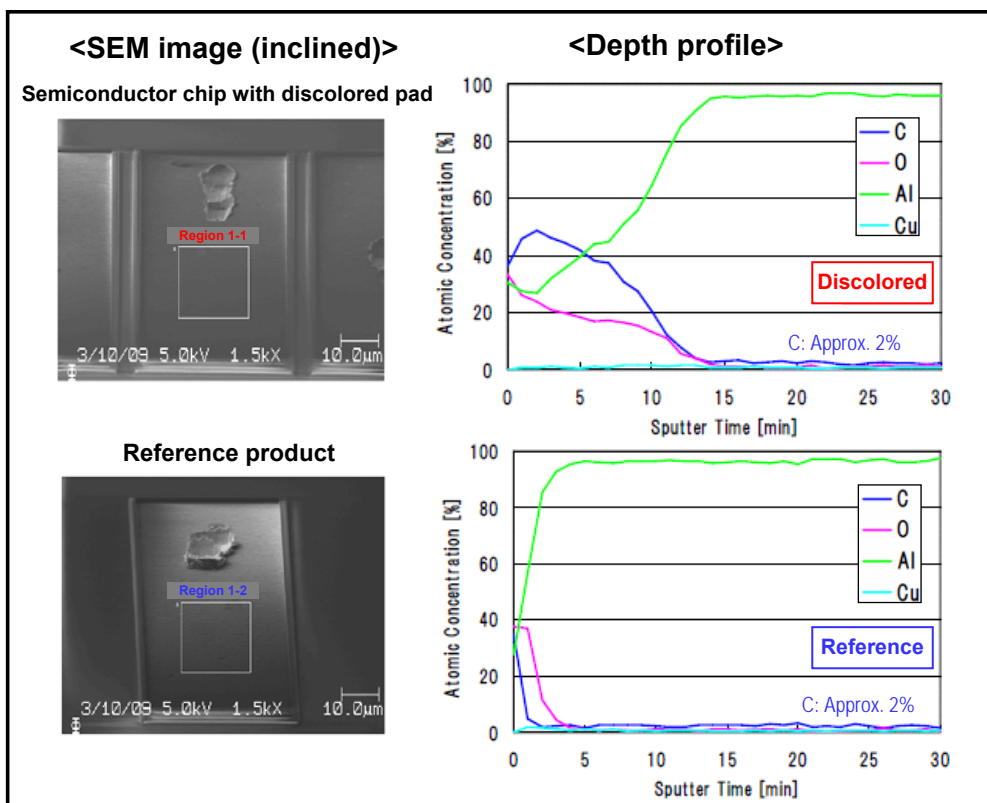 <SEM image (inclined)>
<Depth profile>
Semiconductor chip with discolored pad
Region 1-1
3/10/09 5.0kV 1.5kX 10.0µm
Atomic Concentration [%]
100
80
60
40
20
0
C
O
Al
Cu
Discolored
C: Approx. 2%
0 5 10 15 20 25 30
Sputter Time [min]
Reference product
Region 1-2
3/10/09 5.0kV 1.5kX 10.0µm
Atomic Concentration [%]
100
80
60
40
20
0
C
O
Al
Cu
Reference
C: Approx. 2%
0 5 10 15 20 25 30
Sputter Time [min]